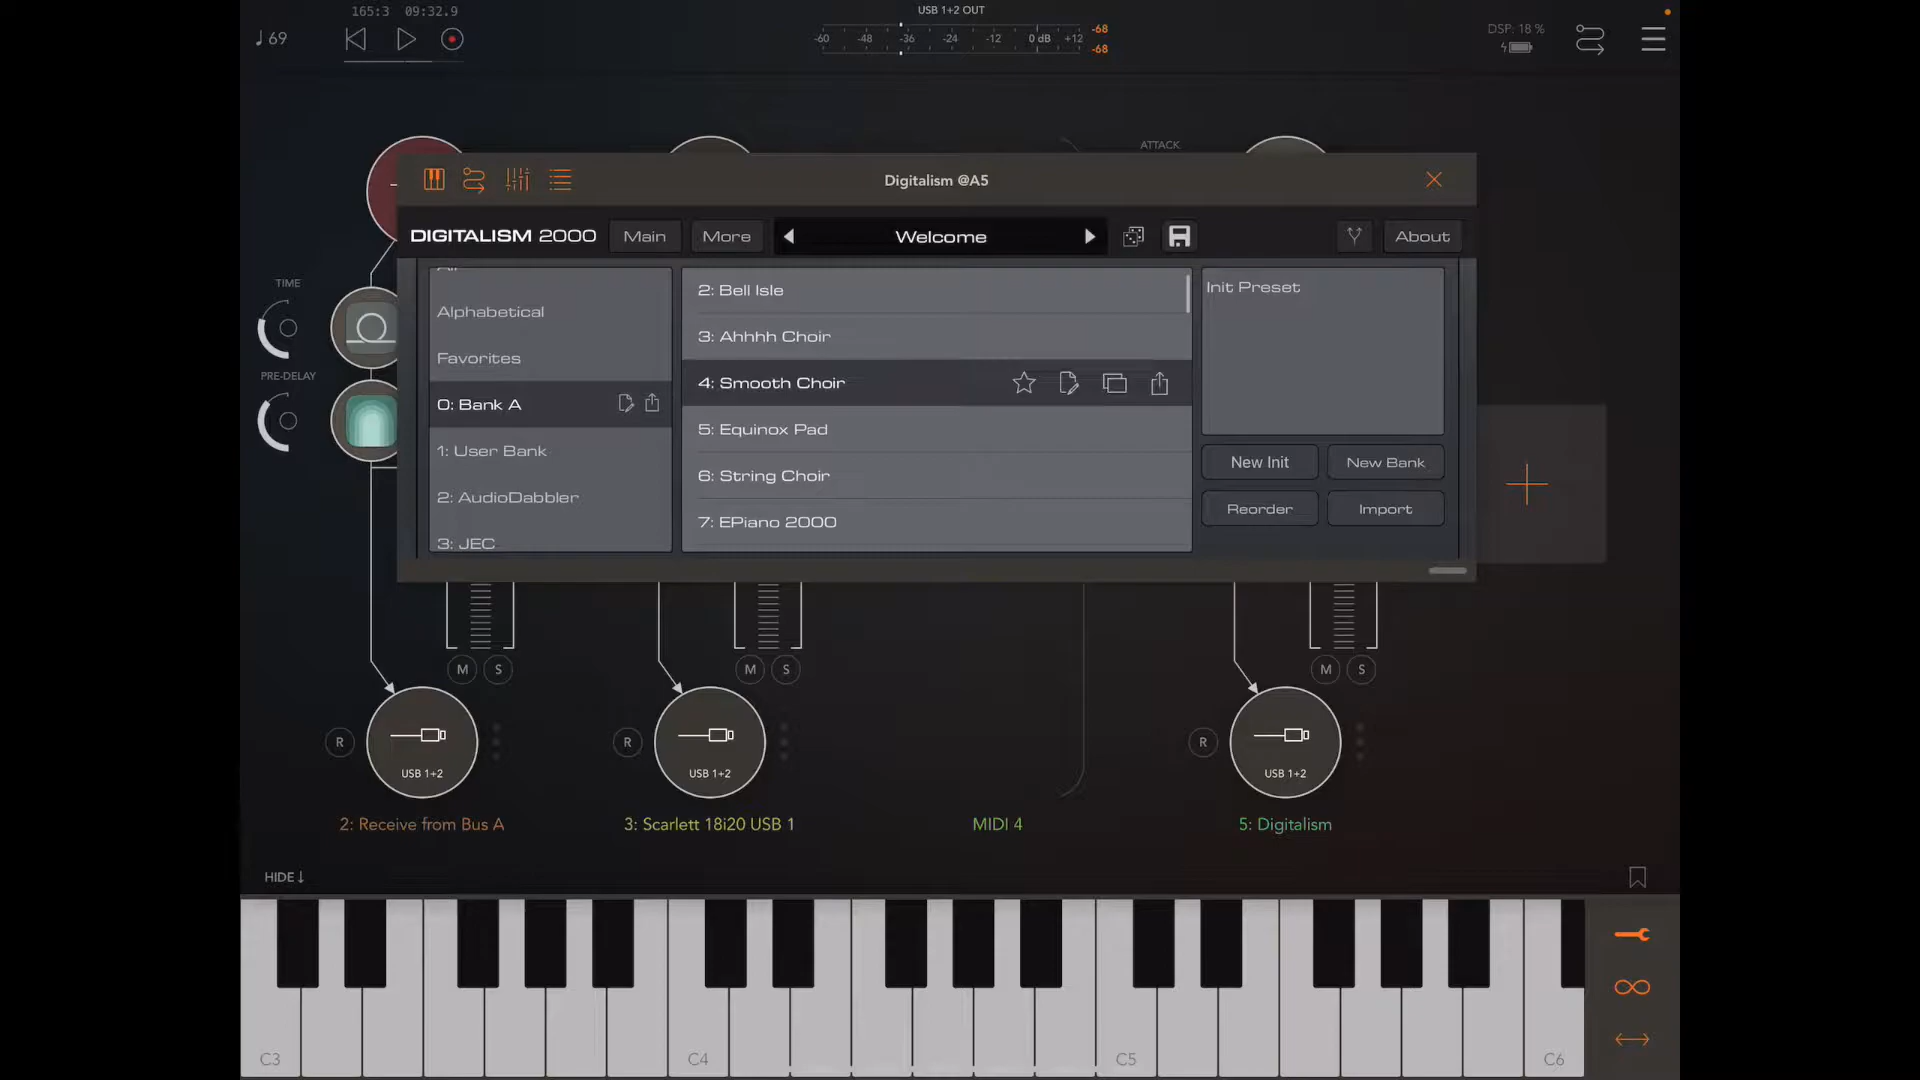 165:3 09:32.9
USB 1+2 OUT
♩69
-60 -48 -36 -24 -12 0 dB +12
-68
-68
DSP: 18 %
ATTACK
Digitalism @A5
DIGITALISM 2000
Main
More
Welcome
About
All
Alphabetical
Favorites
0: Bank A
1: User Bank
2: AudioDabbler
3: JEC
2: Bell Isle
3: Ahhhh Choir
4: Smooth Choir
5: Equinox Pad
6: String Choir
7: EPiano 2000
Init Preset
New Init
New Bank
Reorder
Import
TIME
PRE-DELAY
M S
M S
M S
R
USB 1+2
R
USB 1+2
R
USB 1+2
2: Receive from Bus A
3: Scarlett 18i20 USB 1
MIDI 4
5: Digitalism
HIDE↓
C3
C4
C5
C6